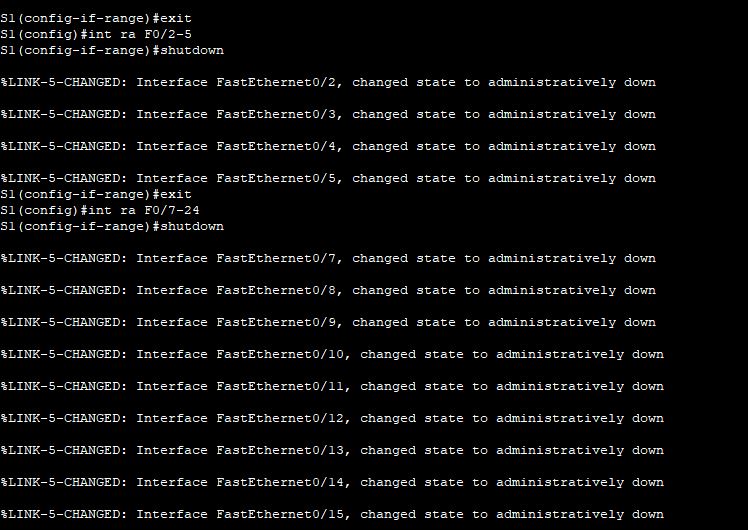 S1(config-if-range)#exit
S1(config)#int ra F0/2-5
S1(config-if-range)#shutdown
%LINK-5-CHANGED: Interface FastEthernet0/2, changed state to administratively down
%LINK-5-CHANGED: Interface FastEthernet0/3, changed state to administratively down
%LINK-5-CHANGED: Interface FastEthernet0/4, changed state to administratively down
%LINK-5-CHANGED: Interface FastEthernet0/5, changed state to administratively down
S1(config-if-range)#exit
S1(config)#int ra F0/7-24
S1(config-if-range)#shutdown
%LINK-5-CHANGED: Interface FastEthernet0/7, changed state to administratively down
%LINK-5-CHANGED: Interface FastEthernet0/8, changed state to administratively down
%LINK-5-CHANGED: Interface FastEthernet0/9, changed state to administratively down
%LINK-5-CHANGED: Interface FastEthernet0/10, changed state to administratively down
%LINK-5-CHANGED: Interface FastEthernet0/11, changed state to administratively down
%LINK-5-CHANGED: Interface FastEthernet0/12, changed state to administratively down
%LINK-5-CHANGED: Interface FastEthernet0/13, changed state to administratively down
%LINK-5-CHANGED: Interface FastEthernet0/14, changed state to administratively down
%LINK-5-CHANGED: Interface FastEthernet0/15, changed state to administratively down